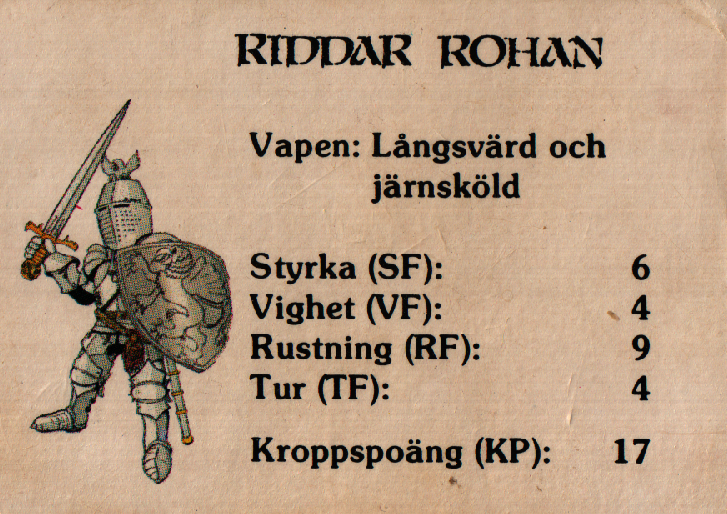 RIDDAR ROHAN
Vapen: Långsvärd och
järnsköld
Styrka (SF): 6
Vighet (VF): 4
Rustning (RF): 9
Tur (TF): 4
Kroppspoäng (KP): 17